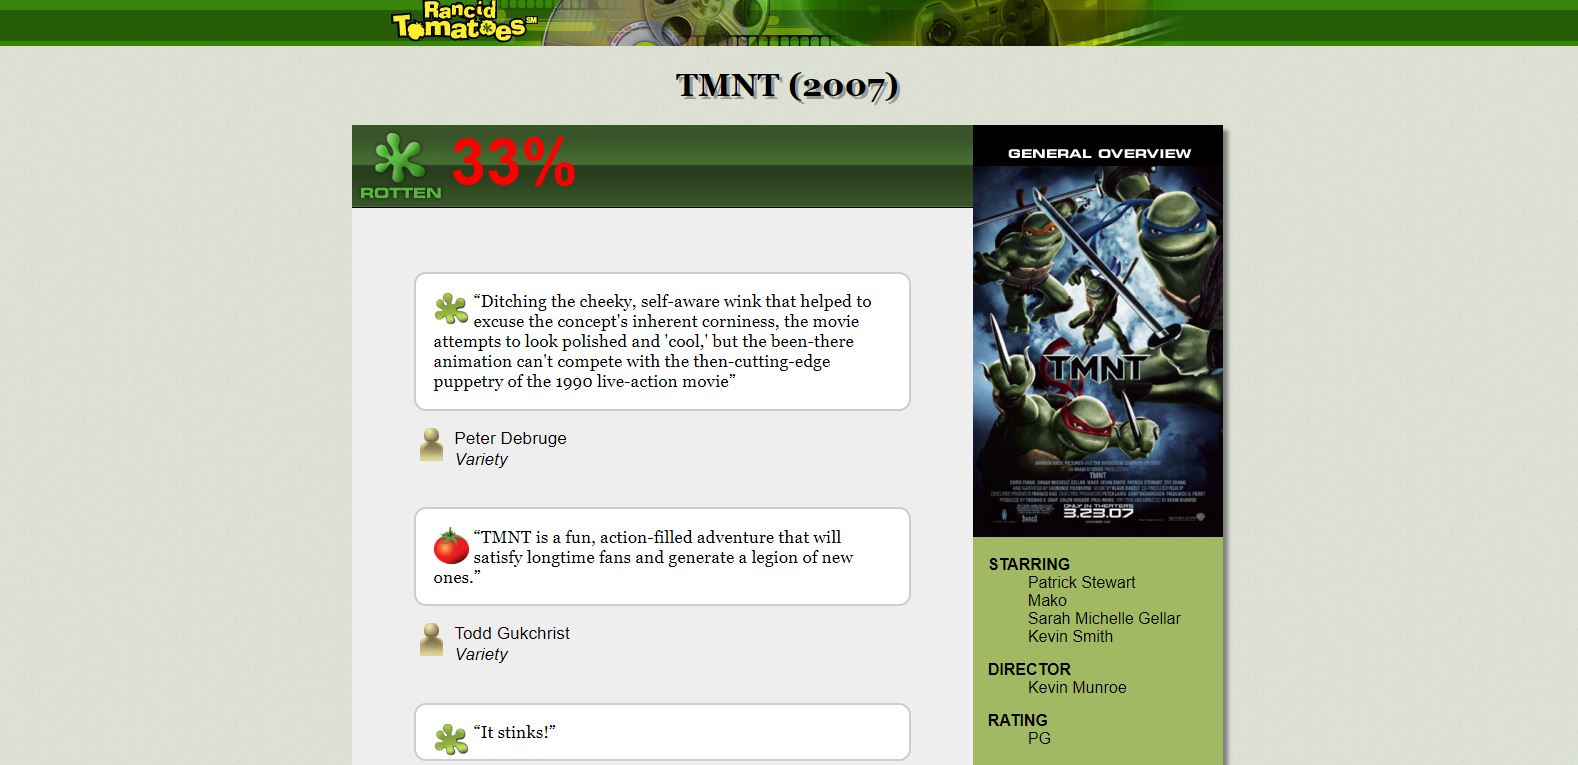 Rancid
Tomatoes SM
TMNT (2007)
ROTTEN
33%
“Ditching the cheeky, self-aware wink that helped to
excuse the concept's inherent corniness, the movie
attempts to look polished and 'cool,' but the been-there
animation can't compete with the then-cutting-edge
puppetry of the 1990 live-action movie”
Peter Debruge
Variety
“TMNT is a fun, action-filled adventure that will
satisfy longtime fans and generate a legion of new
ones.”
Todd Gukchrist
Variety
“It stinks!”
GENERAL OVERVIEW
TMNT
TMNT
ONLY IN THEATERS
3.23.07
STARRING
Patrick Stewart
Mako
Sarah Michelle Gellar
Kevin Smith
DIRECTOR
Kevin Munroe
RATING
PG